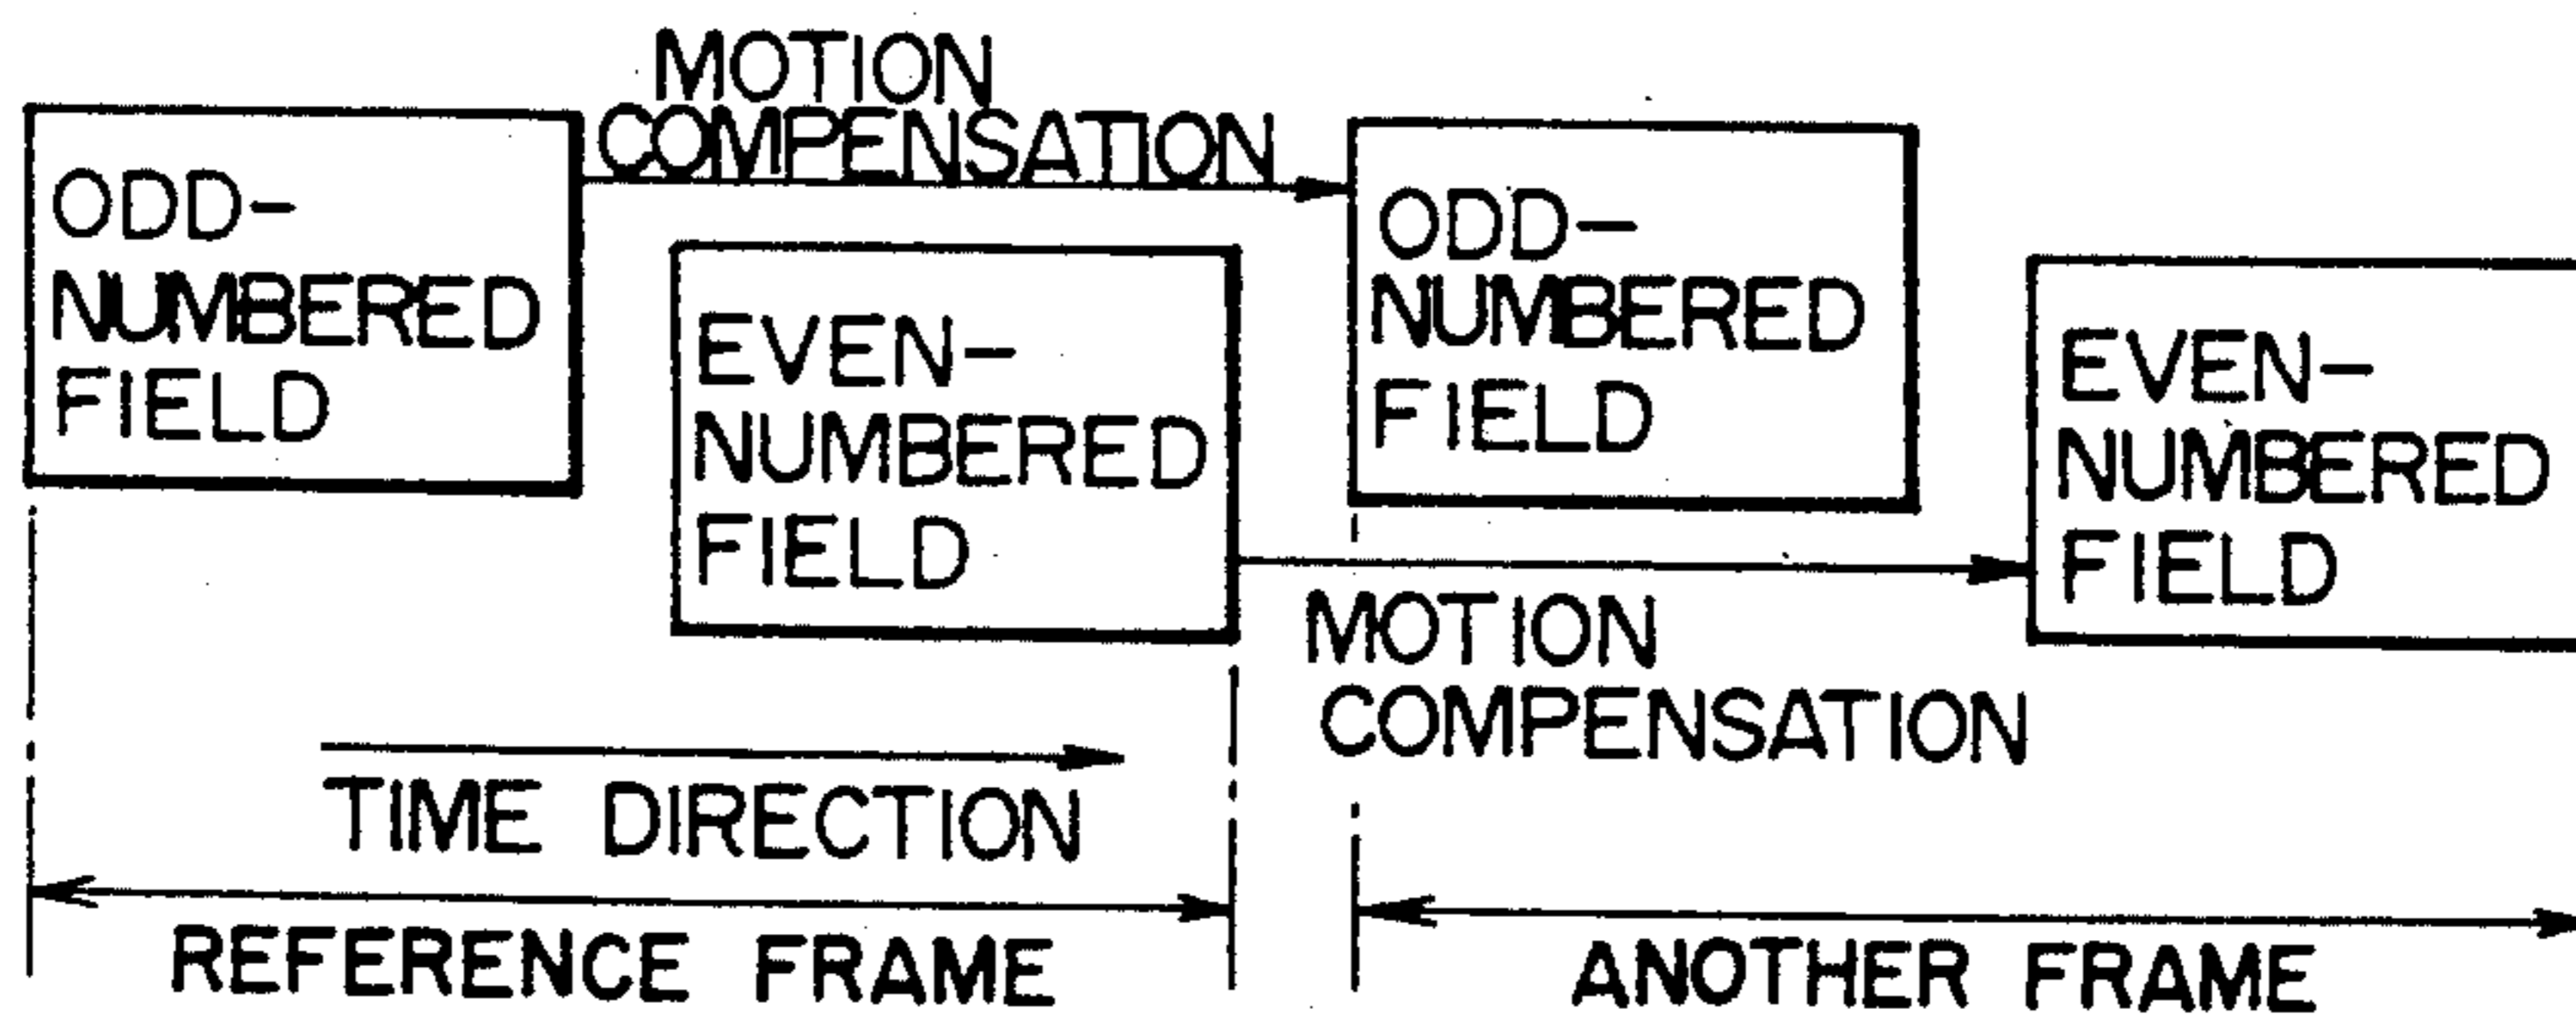 MOTION
COMPENSATION
ODD-
NUMBERED
FIELD
EVEN-
NUMBERED
FIELD
ODD-
NUMBERED
FIELD
EVEN-
NUMBERED
FIELD
MOTION
COMPENSATION
TIME DIRECTION
REFERENCE FRAME
ANOTHER FRAME